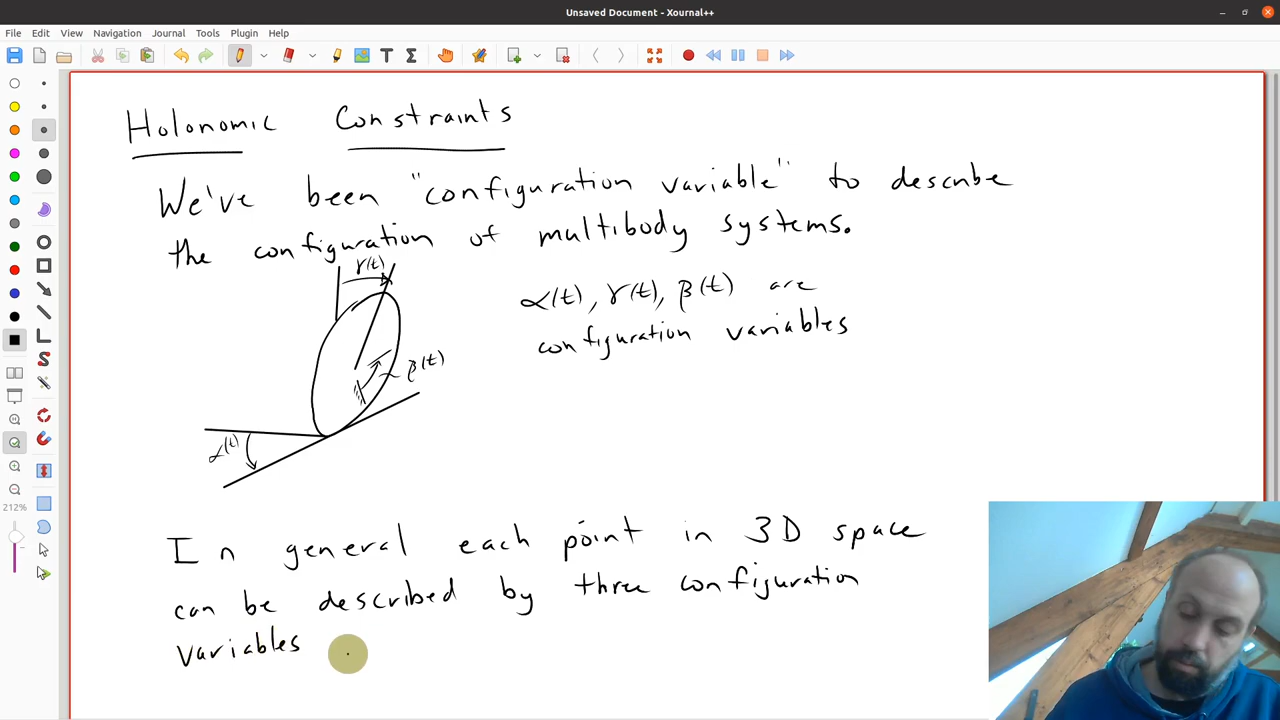 Unsaved Document - Xournal++
File Edit View Navigation Journal Tools Plugin Help
Holonomic Constraints
We've been "configuration variable" to describe
the configuration of multibody systems.
γ(t)
α(t), γ(t), β(t) are
configuration variables
β(t)
α(t)
212%
In general each point in 3D space
can be described by three configuration
variables